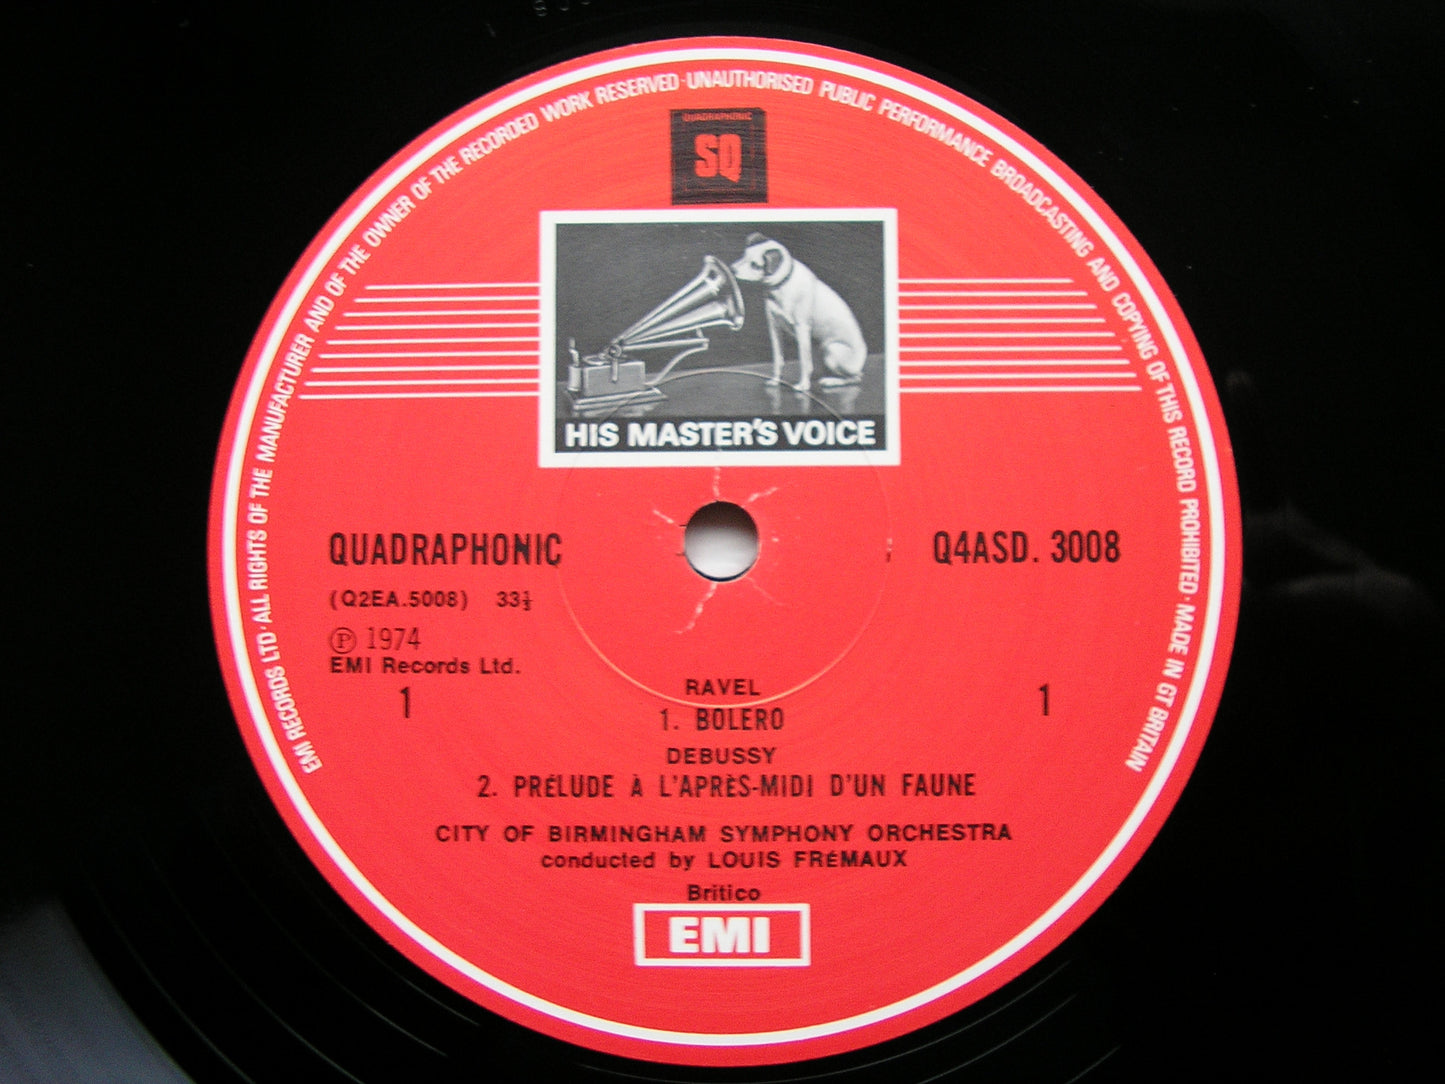 EMI RECORDS LTD · ALL RIGHTS OF THE MANUFACTURER AND OF THE OWNER OF THE RECORDED WORK RESERVED · UNAUTHORISED PUBLIC PERFORMANCE BROADCASTING AND COPYING OF THIS RECORD PROHIBITED · MADE IN GT BRITAIN
QUADRAPHONIC
SQ
HIS MASTER'S VOICE
QUADRAPHONIC Q4ASD. 3008
(Q2EA.5008) 33⅓
℗ 1974
EMI Records Ltd.
1 1
RAVEL
1. BOLERO
DEBUSSY
2. PRÉLUDE À L'APRÈS-MIDI D'UN FAUNE
CITY OF BIRMINGHAM SYMPHONY ORCHESTRA
conducted by LOUIS FRÉMAUX
Britico
EMI